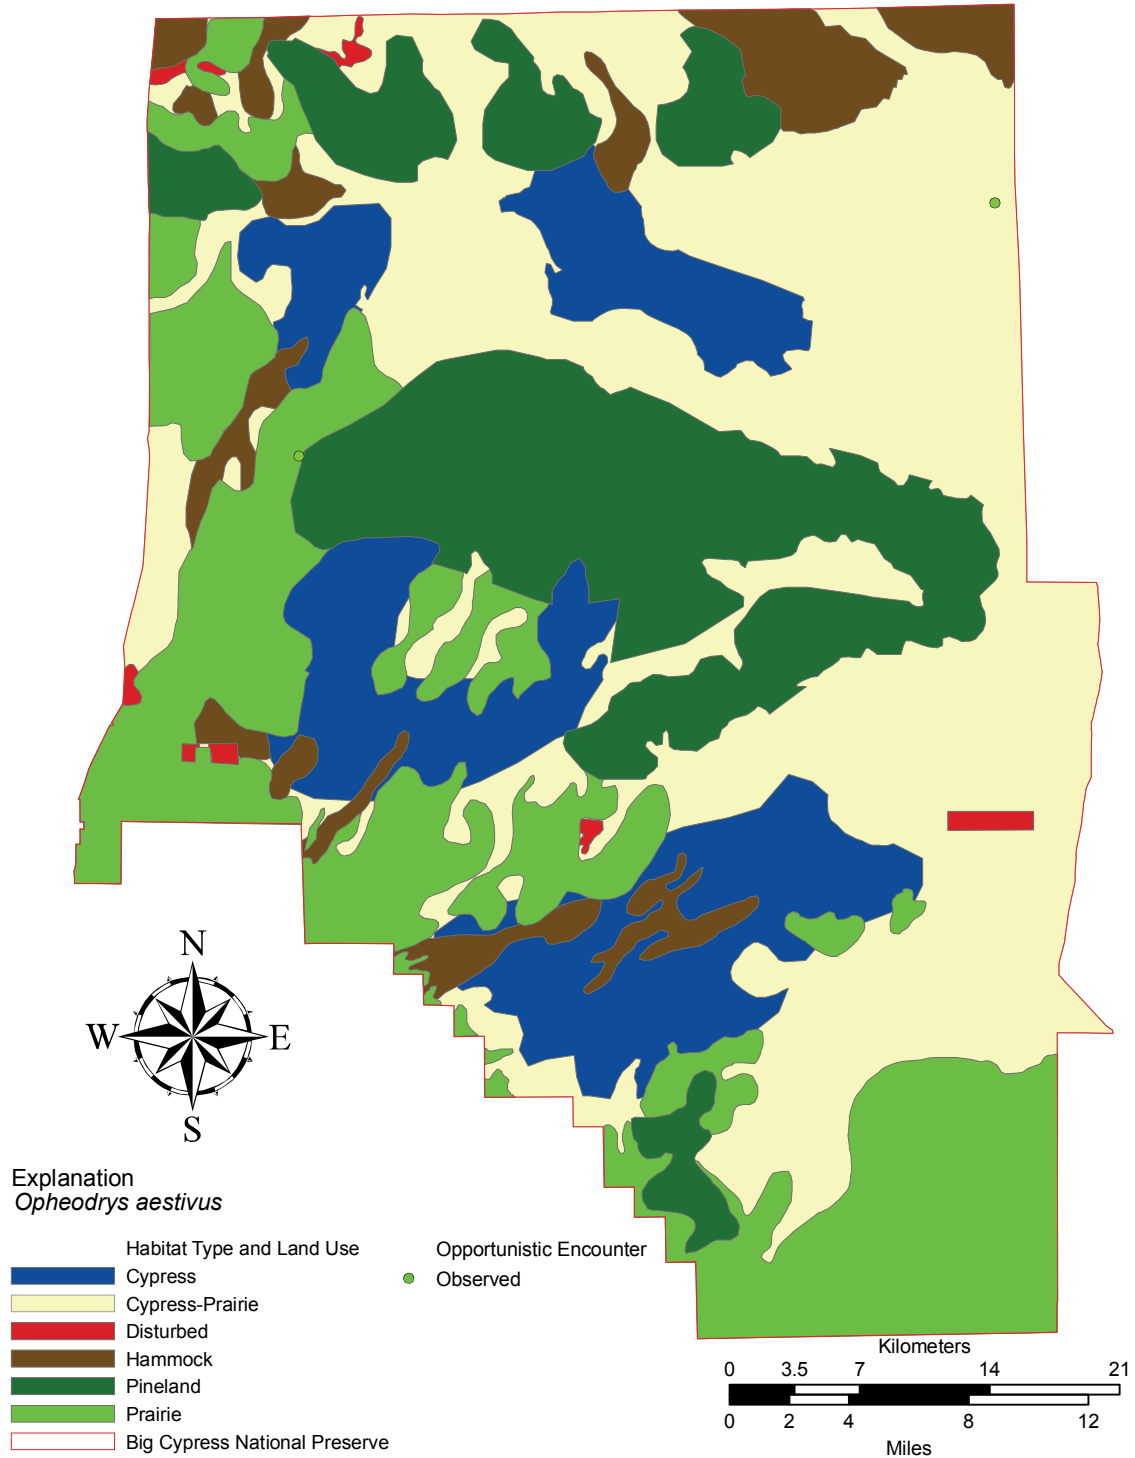 N
W E
S
Explanation
Opheodrys aestivus
Habitat Type and Land Use
Cypress
Cypress-Prairie
Disturbed
Hammock
Pineland
Prairie
Big Cypress National Preserve
Opportunistic Encounter
Observed
Kilometers
0 3.5 7 14 21
0 2 4 8 12
Miles